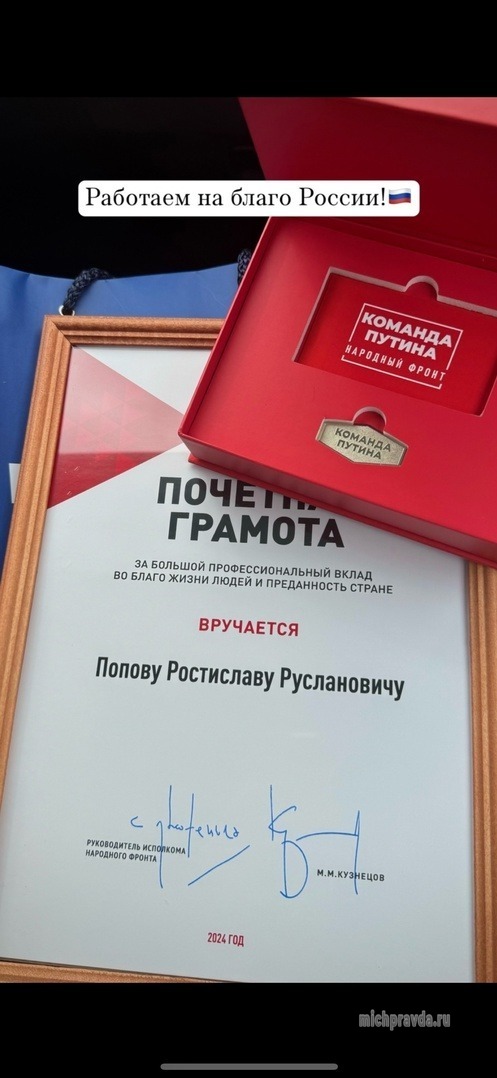 Работаем на благо России!
КОМАНДА
ПУТИНА
НАРОДНЫЙ ФРОНТ
КОМАНДА
ПУТИНА
ГРАМОТА
ЗА БОЛЬШОЙ ПРОФЕССИОНАЛЬНЫЙ ВКЛАД
ВО БЛАГО ЖИЗНИ ЛЮДЕЙ И ПРЕДАННОСТЬ СТРАНЕ
ВРУЧАЕТСЯ
Попову Ростиславу Руслановичу
РУКОВОДИТЕЛЬ ИСПОЛКОМА
НАРОДНОГО ФРОНТА
М.М.КУЗНЕЦОВ
2024 ГОД
michpravda.ru